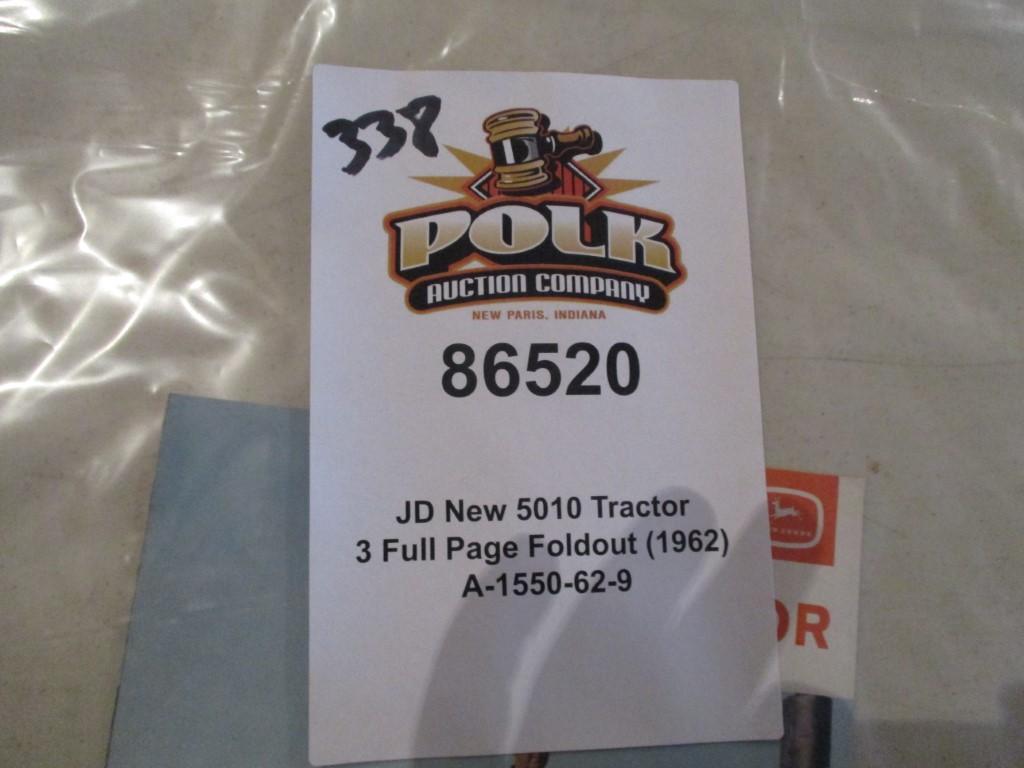 338
POLK
AUCTION COMPANY
NEW PARIS, INDIANA
86520
JD New 5010 Tractor
3 Full Page Foldout (1962)
A-1550-62-9
OR